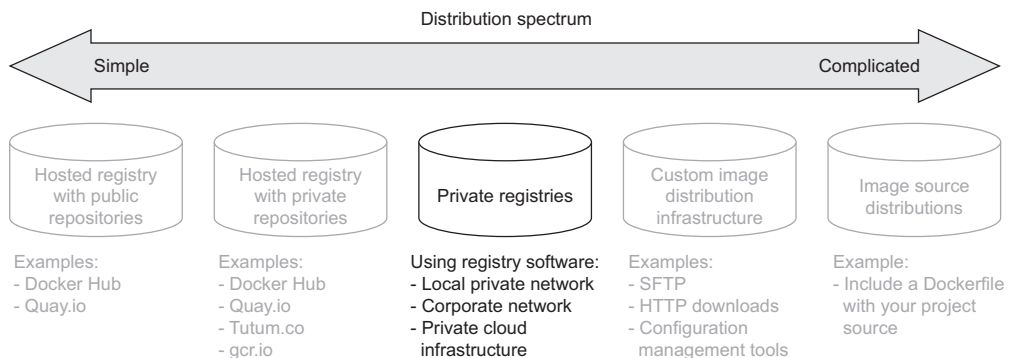 Distribution spectrum
Simple
Complicated
Hosted registry
with public
repositories
Hosted registry
with private
repositories
Private registries
Custom image
distribution
infrastructure
Image source
distributions
Examples:
- Docker Hub
- Quay.io
Examples:
- Docker Hub
- Quay.io
- Tutum.co
- gcr.io
Using registry software:
- Local private network
- Corporate network
- Private cloud
infrastructure
Examples:
- SFTP
- HTTP downloads
- Configuration
management tools
Example:
- Include a Dockerfile
with your project
source